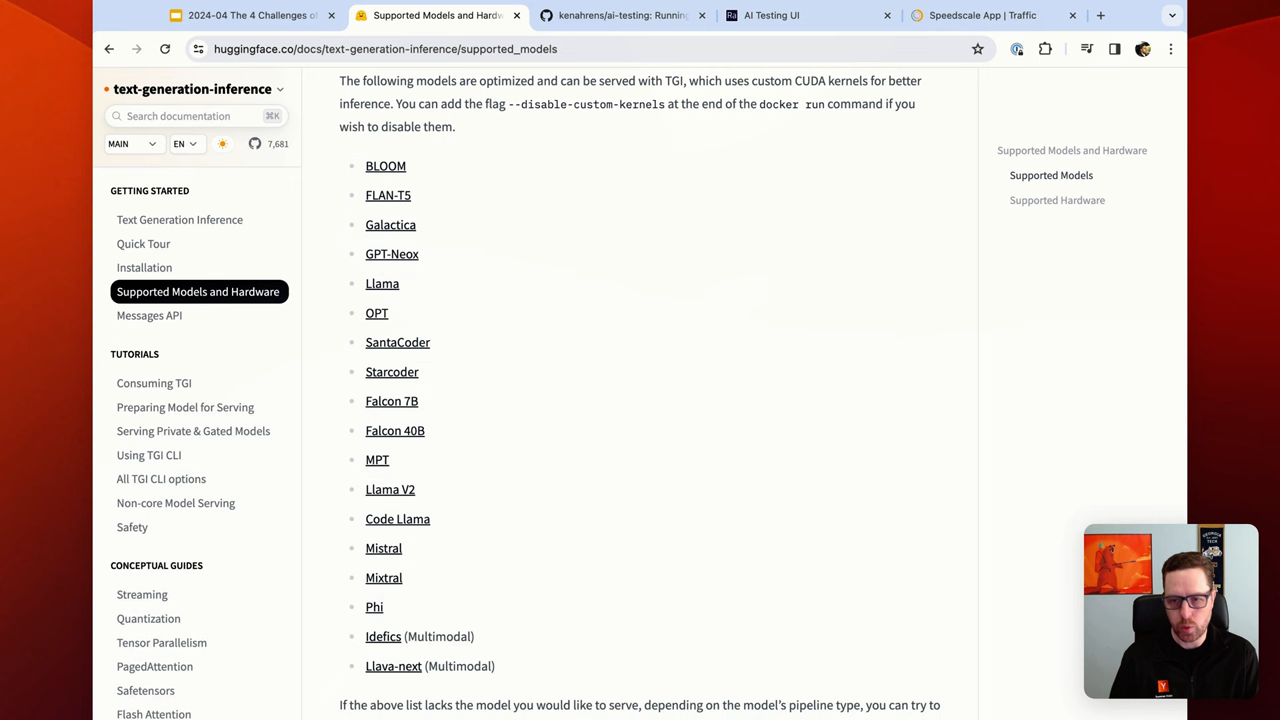 2024-04 The 4 Challenges of
Supported Models and Hardw
kenahrens/ai-testing: Running
AI Testing UI
Speedscale App | Traffic
huggingface.co/docs/text-generation-inference/supported_models
text-generation-inference
Search documentation ⌘K
MAIN EN 7,681
GETTING STARTED
Text Generation Inference
Quick Tour
Installation
Supported Models and Hardware
Messages API
TUTORIALS
Consuming TGI
Preparing Model for Serving
Serving Private & Gated Models
Using TGI CLI
All TGI CLI options
Non-core Model Serving
Safety
CONCEPTUAL GUIDES
Streaming
Quantization
Tensor Parallelism
PagedAttention
Safetensors
Flash Attention
The following models are optimized and can be served with TGI, which uses custom CUDA kernels for better
inference. You can add the flag --disable-custom-kernels at the end of the docker run command if you
wish to disable them.
BLOOM
FLAN-T5
Galactica
GPT-Neox
Llama
OPT
SantaCoder
Starcoder
Falcon 7B
Falcon 40B
MPT
Llama V2
Code Llama
Mistral
Mixtral
Phi
Idefics (Multimodal)
Llava-next (Multimodal)
If the above list lacks the model you would like to serve, depending on the model's pipeline type, you can try to
Supported Models and Hardware
Supported Models
Supported Hardware
GEORGIA
TECH